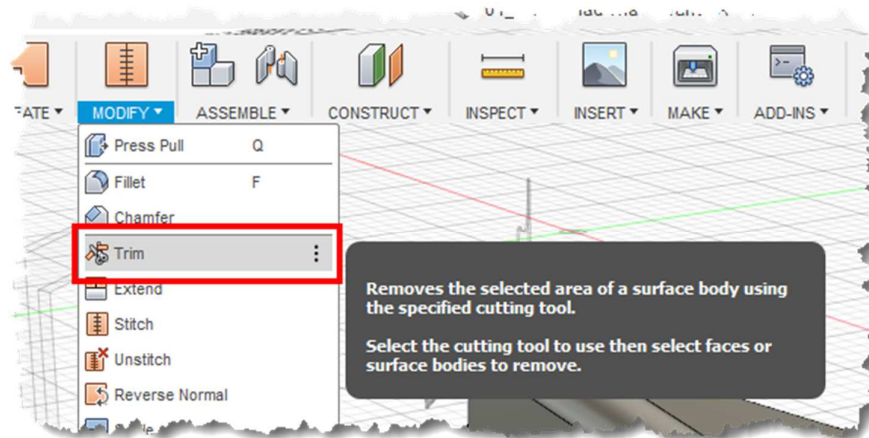 MODIFY
ASSEMBLE
CONSTRUCT
INSPECT
INSERT
MAKE
ADD-INS
Press Pull Q
Fillet F
Chamfer
Trim
Extend
Stitch
Unstitch
Reverse Normal
Removes the selected area of a surface body using
the specified cutting tool.
Select the cutting tool to use then select faces or
surface bodies to remove.